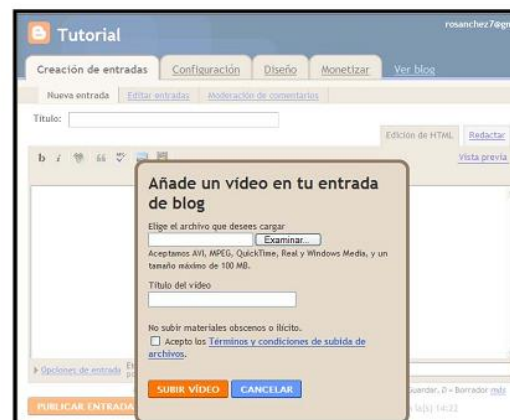 Tutorial
rosanchez7@gm
Creación de entradas Configuración Diseño Monetizar Ver blog
Nueva entrada Editar entradas Moderación de comentarios
Título:
Edición de HTML Redactar
b i Vista previa
Añade un vídeo en tu entrada
de blog
Elige el archivo que desees cargar
Examinar...
Aceptamos AVI, MPEG, QuickTime, Real y Windows Media, y un
tamaño máximo de 100 MB.
Título del vídeo
No subir materiales obscenos o ilícito.
Acepto los Términos y condiciones de subida de
archivos.
Opciones de entrada
SUBIR VÍDEO CANCELAR
Guardar, D = Borrador más
PUBLICAR ENTRADA la(s) 14:22